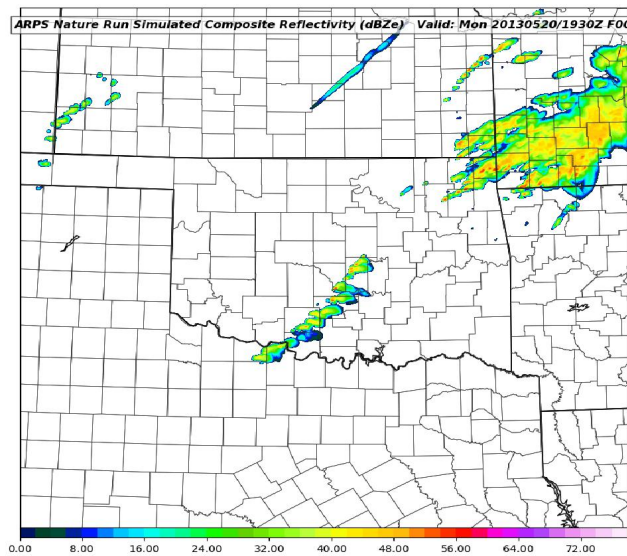 ARPS Nature Run Simulated Composite Reflectivity (dBZe) Valid: Mon 20130520/1930Z F00
0.00 8.00 16.00 24.00 32.00 40.00 48.00 56.00 64.00 72.00